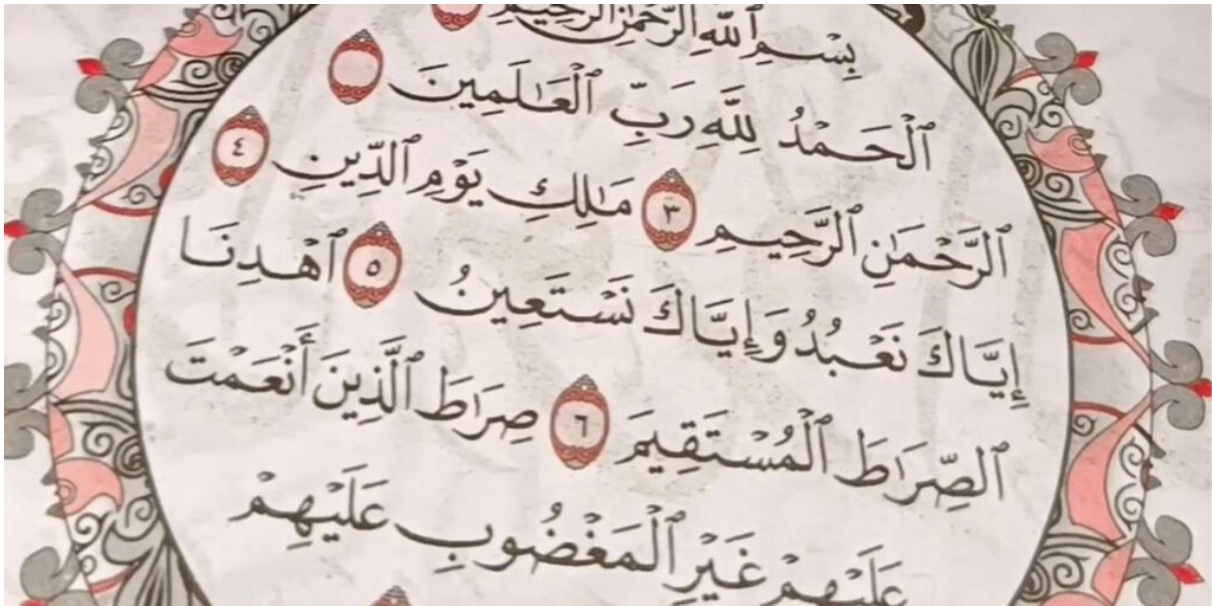 بِسْمِ ٱللَّهِ ٱلرَّحْمَٰنِ ٱلرَّحِيمِ
ٱلْحَمْدُ لِلَّهِ رَبِّ ٱلْعَٰلَمِينَ
ٱلرَّحْمَٰنِ ٱلرَّحِيمِ ٣ مَٰلِكِ يَوْمِ ٱلدِّينِ ٤
إِيَّاكَ نَعْبُدُ وَإِيَّاكَ نَسْتَعِينُ ٥ ٱهْدِنَا
ٱلصِّرَٰطَ ٱلْمُسْتَقِيمَ ٦ صِرَٰطَ ٱلَّذِينَ أَنْعَمْتَ
عَلَيْهِمْ غَيْرِ ٱلْمَغْضُوبِ عَلَيْهِمْ